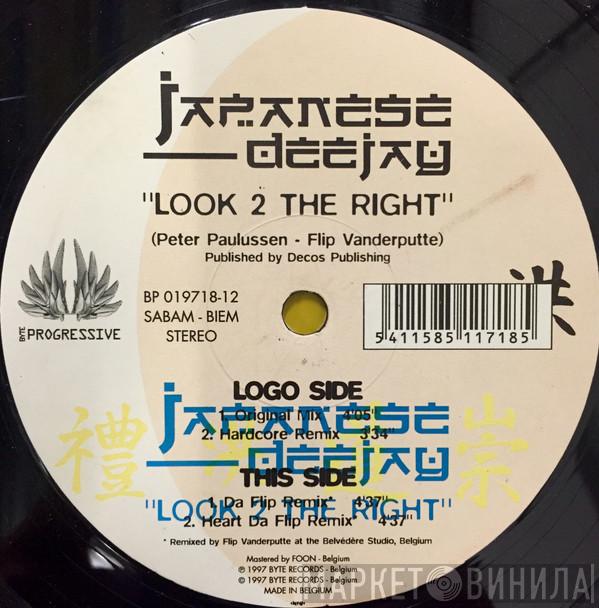 Japanese
deejay
"LOOK 2 THE RIGHT"
(Peter Paulussen - Flip Vanderputte)
Published by Decos Publishing
BYTE PROGRESSIVE
BP 019718-12
SABAM - BIEM
STEREO
5 411585 117185
LOGO SIDE
1. Original Mix 4'05"
2. Hardcore Remix 3'34"
Japanese
deejay
THIS SIDE
1. Da Flip Remix* 4'37"
"LOOK 2 THE RIGHT"
2. Heart Da Flip Remix* 4'37"
禮
崇
* Remixed by Flip Vanderputte at the Belvédère Studio, Belgium
Mastered by FOON - Belgium
℗ 1997 BYTE RECORDS - Belgium
© 1997 BYTE RECORDS - Belgium
MADE IN BELGIUM
МАРКЕТ ВИНИЛА